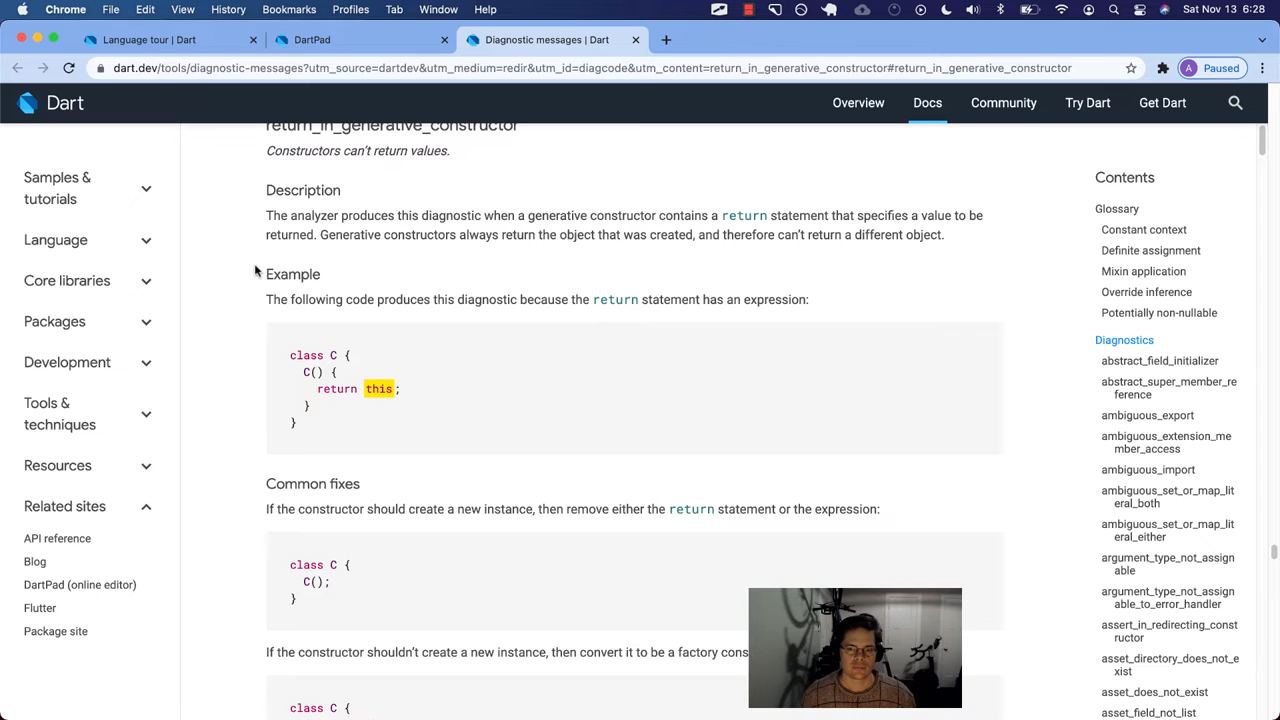 Chrome File Edit View History Bookmarks Profiles Tab Window Help Sat Nov 13 6:28
Language tour | Dart
DartPad
Diagnostic messages | Dart
dart.dev/tools/diagnostic-messages?utm_source=dartdev&utm_medium=redir&utm_id=diagcode&utm_content=return_in_generative_constructor#return_in_generative_constructor
A Paused
Dart
Overview Docs Community Try Dart Get Dart
Samples &
tutorials
Language
Core libraries
Packages
Development
Tools &
techniques
Resources
Related sites
API reference
Blog
DartPad (online editor)
Flutter
Package site
return_in_generative_constructor
Constructors can't return values.
Description
The analyzer produces this diagnostic when a generative constructor contains a return statement that specifies a value to be
returned. Generative constructors always return the object that was created, and therefore can't return a different object.
Example
The following code produces this diagnostic because the return statement has an expression:
class C {
C() {
return this;
}
}
Common fixes
If the constructor should create a new instance, then remove either the return statement or the expression:
class C {
C();
}
If the constructor shouldn't create a new instance, then convert it to be a factory
class C {
Contents
Glossary
Constant context
Definite assignment
Mixin application
Override inference
Potentially non-nullable
Diagnostics
abstract_field_initializer
abstract_super_member_re
ference
ambiguous_export
ambiguous_extension_me
mber_access
ambiguous_import
ambiguous_set_or_map_lit
eral_both
ambiguous_set_or_map_lit
eral_either
argument_type_not_assign
able
argument_type_not_assign
able_to_error_handler
assert_in_redirecting_const
ructor
asset_directory_does_not_e
xist
asset_does_not_exist
asset_field_not_list